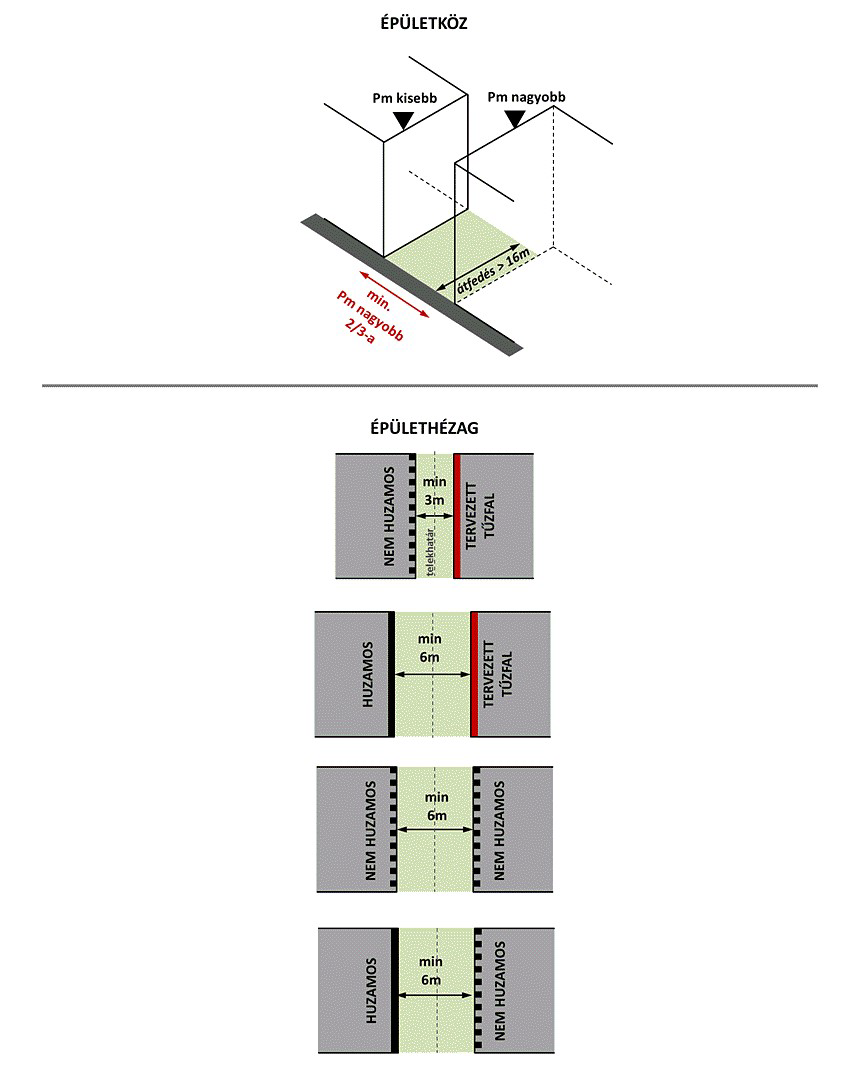 ÉPÜLETKÖZ
Pm kisebb
Pm nagyobb
átfedés > 16m
min.
Pm nagyobb
2/3-a
ÉPÜLETHÉZAG
NEM HUZAMOS
min
3m
telekhatár
TERVEZETT
TŰZFAL
HUZAMOS
min
6m
TERVEZETT
TŰZFAL
NEM HUZAMOS
min
6m
NEM HUZAMOS
HUZAMOS
min
6m
NEM HUZAMOS